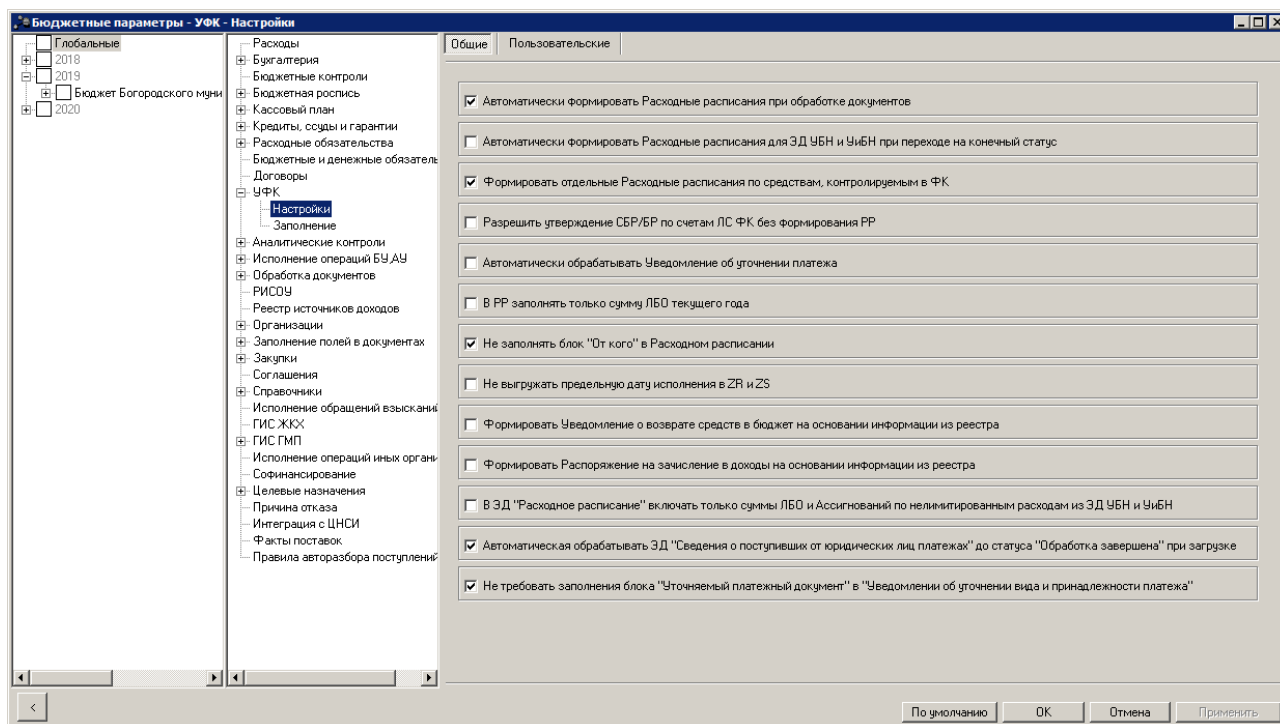 Бюджетные параметры - УФК - Настройки
Глобальные
2018
2019
Бюджет Богородского муни
2020
Расходы
Бухгалтерия
Бюджетные контроли
Бюджетная роспись
Кассовый план
Кредиты, ссуды и гарантии
Расходные обязательства
Бюджетные и денежные обязатель
Договоры
УФК
Настройки
Заполнение
Аналитические контроли
Исполнение операций БУ,АУ
Обработка документов
РИСОУ
Реестр источников доходов
Организации
Заполнение полей в документах
Закупки
Соглашения
Справочники
Исполнение обращений взысканий
ГИС ЖКХ
ГИС ГМП
Исполнение операций иных органи
Софинансирование
Целевые назначения
Причина отказа
Интеграция с ЦНСИ
Факты поставок
Правила авторазбора поступлений
Общие
Пользовательские
Автоматически формировать Расходные расписания при обработке документов
Автоматически формировать Расходные расписания для ЭД УБН и УиБН при переходе на конечный статус
Формировать отдельные Расходные расписания по средствам, контролируемым в ФК
Разрешить утверждение СБР/БР по счетам ЛС ФК без формирования РР
Автоматически обрабатывать Уведомление об уточнении платежа
В РР заполнять только сумму ЛБО текущего года
Не заполнять блок "От кого" в Расходном расписании
Не выгружать предельную дату исполнения в ZR и ZS
Формировать Уведомление о возврате средств в бюджет на основании информации из реестра
Формировать Распоряжение на зачисление в доходы на основании информации из реестра
В ЭД "Расходное расписание" включать только суммы ЛБО и Ассигнований по нелимитированным расходам из ЭД УБН и УиБН
Автоматическая обрабатывать ЭД "Сведения о поступивших от юридических лиц платежах" до статуса "Обработка завершена" при загрузке
Не требовать заполнения блока "Уточняемый платежный документ" в "Уведомлении об уточнении вида и принадлежности платежа"
<
По умолчанию
ОК
Отмена
Применить